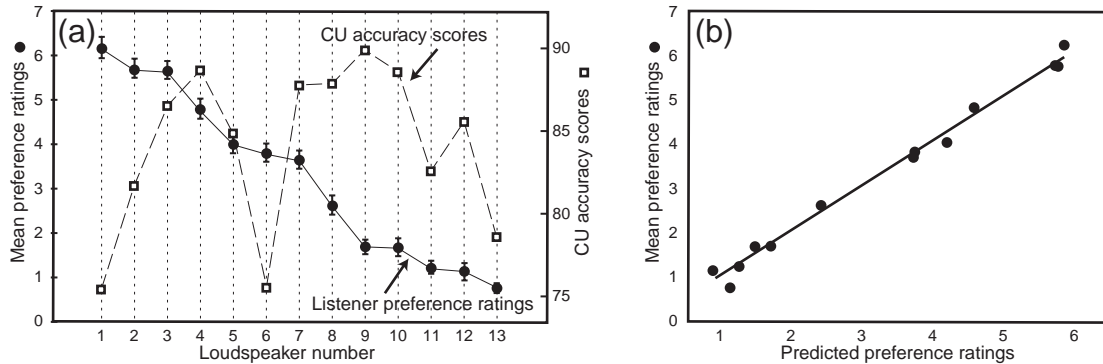 (a)
CU accuracy scores
Listener preference ratings
Mean preference ratings
7
6
5
4
3
2
1
0
90
85
80
75
CU accuracy scores
1 2 3 4 5 6 7 8 9 10 11 12 13
Loudspeaker number
(b)
Mean preference ratings
7
6
5
4
3
2
1
0
1 2 3 4 5 6
Predicted preference ratings